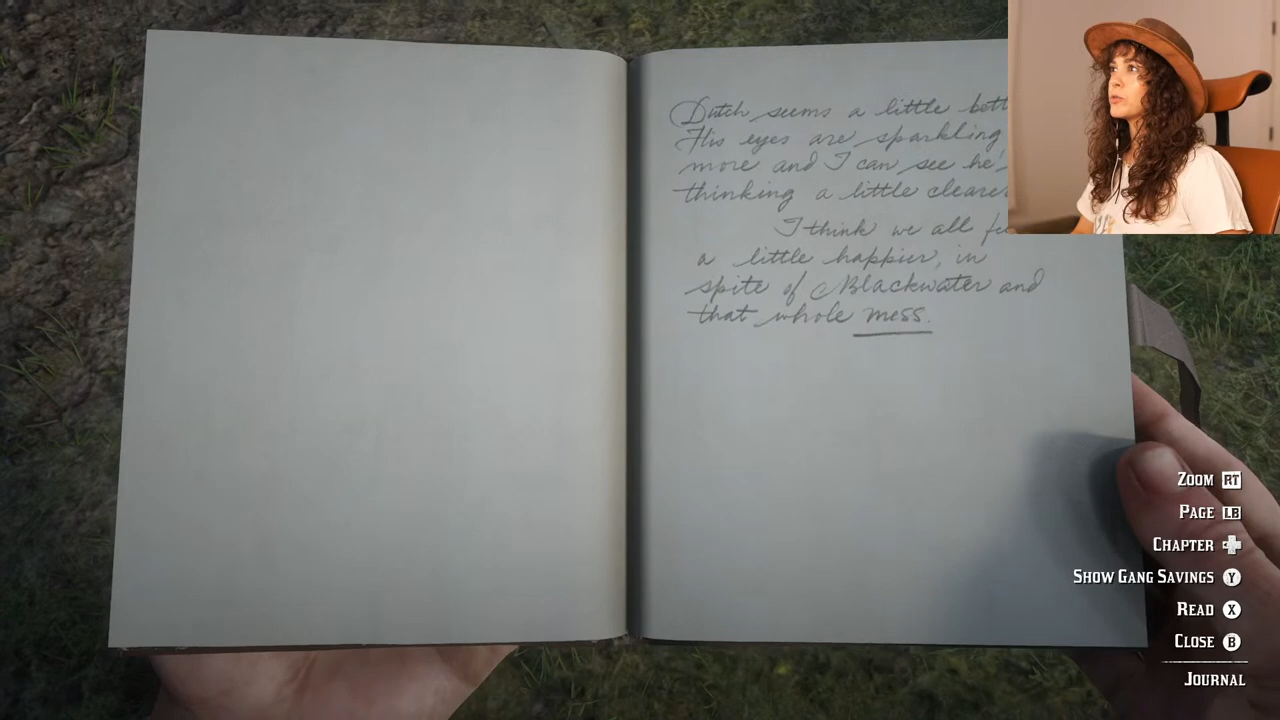 Dutch seems a little
His eyes are sparkling
more and I can see
thinking a little
I think we all
a little happier, in
spite of Blackwater and
that whole mess.
ZOOM RT
PAGE LB
CHAPTER
SHOW GANG SAVINGS Y
READ X
CLOSE B
JOURNAL